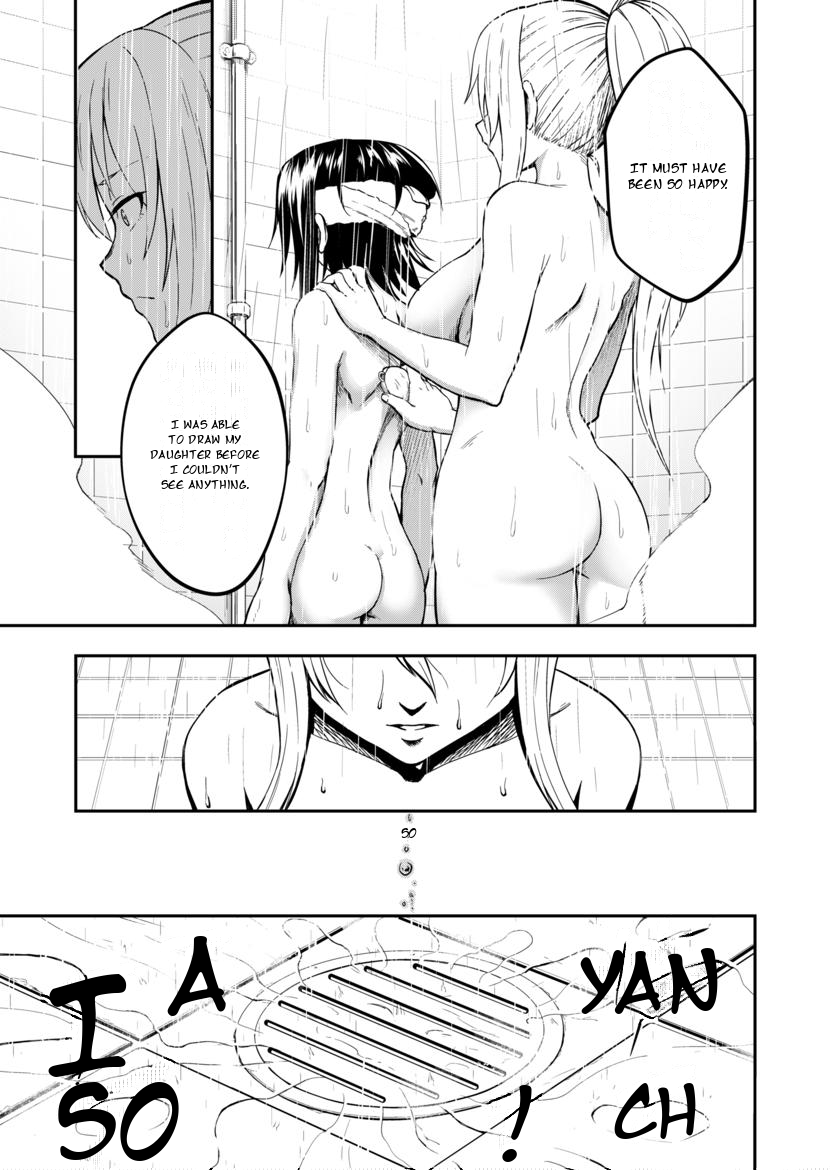 IT MUST HAVE
BEEN SO HAPPY.
I WAS ABLE
TO DRAW MY
DAUGHTER BEFORE
I COULDN'T
SEE ANYTHING.
SO
I
A
YAN
SO
!
CH